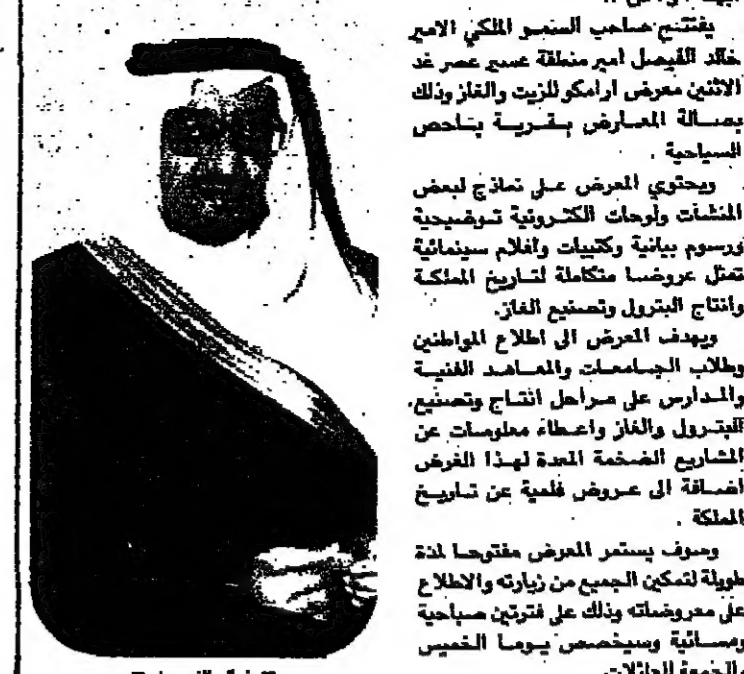 يفتتح صاحب السمو الملكي الامير
خالد الفيصل امير منطقة عسير عصر غد
الاثنين معرض ارامكو للزيت والغاز وذلك
بصالة المعارض بقرية بتاحص
السياحية .
ويحتوي المعرض على نماذج لبعض
المنشآت ولوحات الكترونية توضيحية
ورسوم بيانية وكتيبات وافلام سينمائية
تمثل عروضا متكاملة لتاريخ المملكة
وانتاج البترول وتصنيع الغاز.
ويهدف المعرض الى اطلاع المواطنين
وطلاب الجامعات والمعاهد الفنية
والمدارس على مراحل انتاج وتصنيع
البترول والغاز واعطاء معلومات عن
المشاريع الضخمة المعدة لهذا الغرض
اضافة الى عروض فلمية عن تاريخ
المملكة .
وسوف يستمر المعرض مفتوحا لمدة
طويلة لتمكين الجميع من زيارته والاطلاع
على معروضاته وذلك على فترتين صباحية
ومسائية وسيخصص يوما الخميس
والجمعة للعائلات